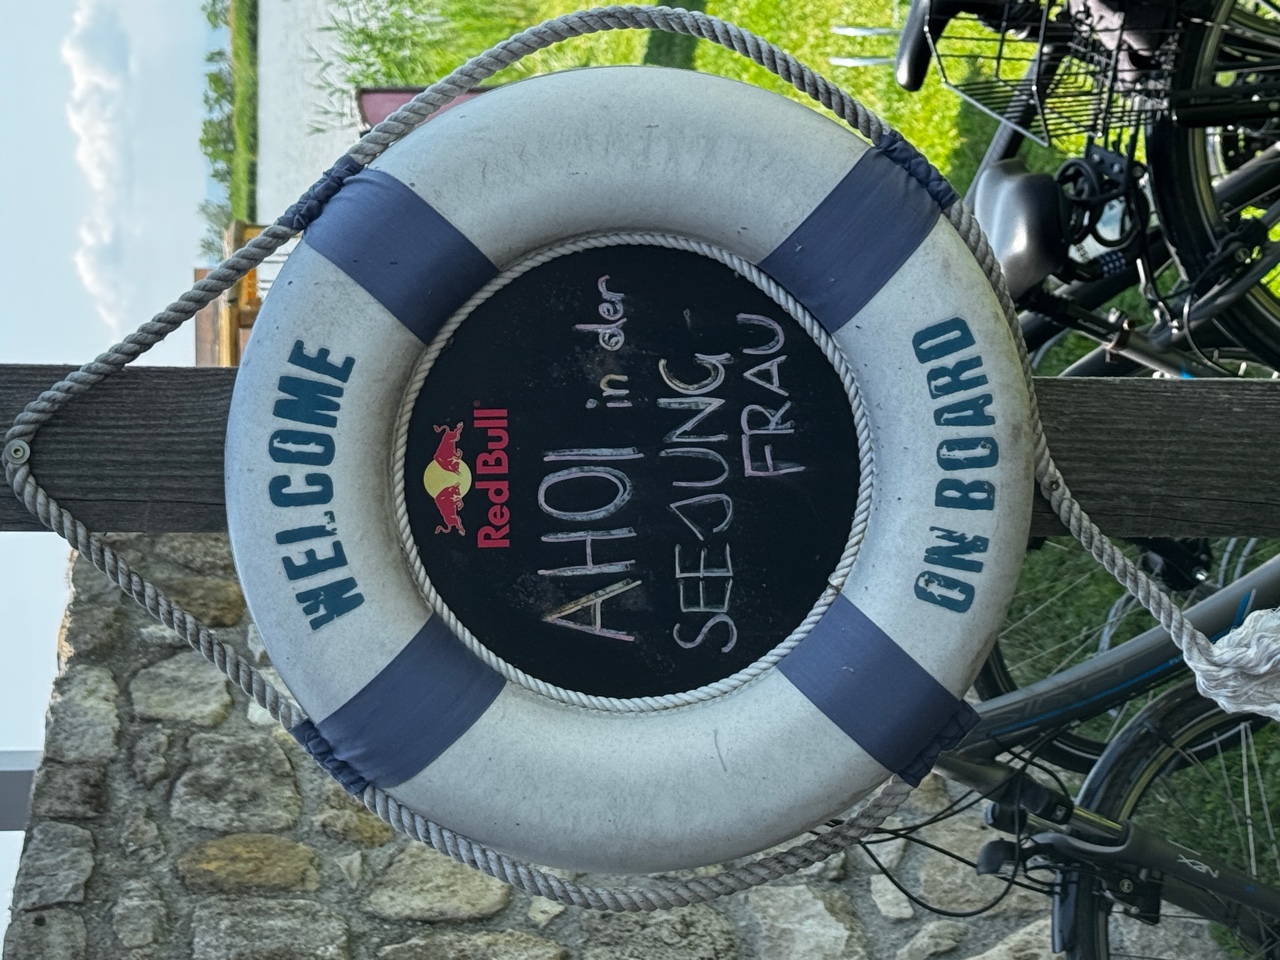 WELCOME
Red Bull
AHOI in der
SEEJUNG
FRAU
ON BOARD